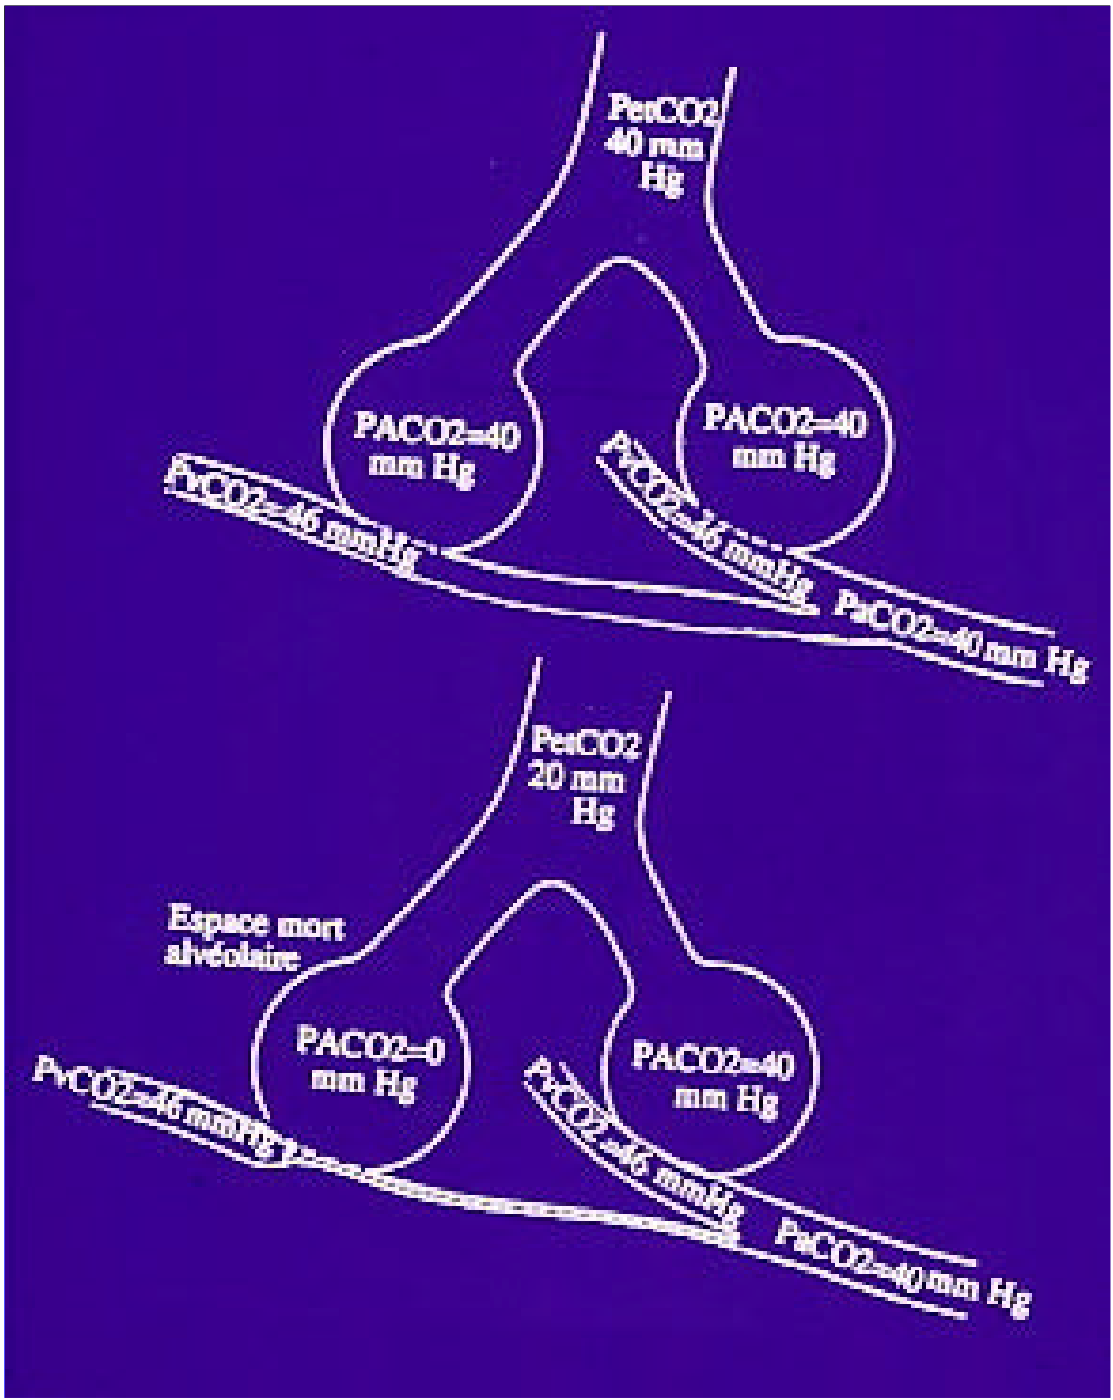 PetCO2
40 mm
Hg
PACO2=40
mm Hg
PACO2=40
mm Hg
PvCO2=46 mmHg
PvCO2=46 mmHg
PaCO2=40 mm Hg
PetCO2
20 mm
Hg
Espace mort
alvéolaire
PACO2=0
mm Hg
PACO2=40
mm Hg
PvCO2=46 mmHg
PvCO2=46 mmHg
PaCO2=40 mm Hg